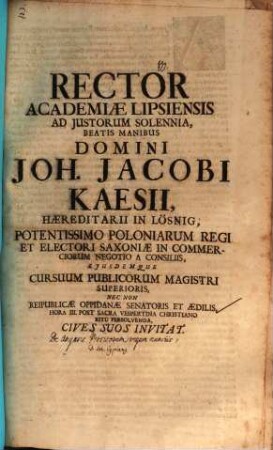 RECTOR
ACADEMIÆ LIPSIENSIS
AD JUSTORUM SOLENNIA,
BEATIS MANIBUS
DOMINI
JOH. JACOBI
KAESII,
HÆREDITARII IN LÖSNIG,
POTENTISSIMO POLONIARUM REGI
ET ELECTORI SAXONIÆ IN COMMER-
CIORUM NEGOTIO A CONSILIIS,
EJUSDEMQUE
CURSUUM PUBLICORUM MAGISTRI
SUPERIORIS,
NEC NON
REIPUBLICÆ OPPIDANÆ SENATORIS ET ÆDILIS,
HORA III. POST SACRA VESPERTINA CHRISTIANO
RITU PERSOLVENDA,
CIVES SUOS INVITAT.
De